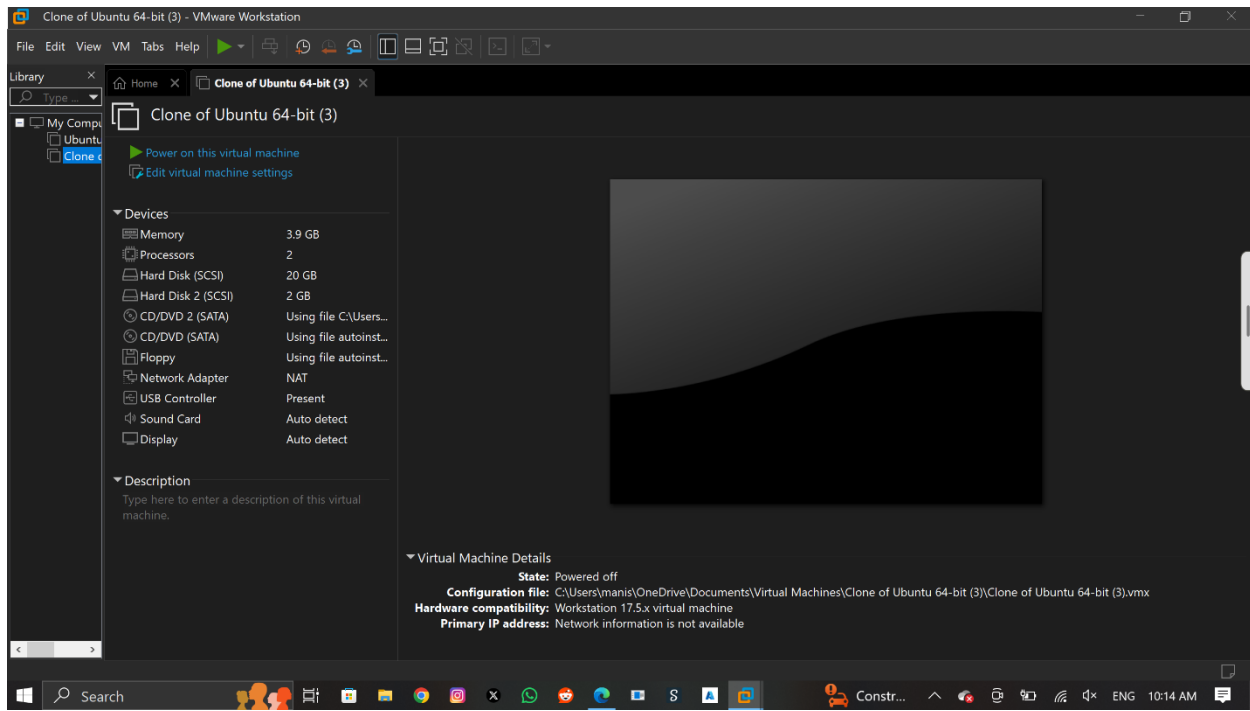 Clone of Ubuntu 64-bit (3) - VMware Workstation
File Edit View VM Tabs Help
Library
Type ...
My Compu
Ubuntu
Clone c
Home
Clone of Ubuntu 64-bit (3)
Clone of Ubuntu 64-bit (3)
Power on this virtual machine
Edit virtual machine settings
Devices
Memory 3.9 GB
Processors 2
Hard Disk (SCSI) 20 GB
Hard Disk 2 (SCSI) 2 GB
CD/DVD 2 (SATA) Using file C:\Users...
CD/DVD (SATA) Using file autoinst...
Floppy Using file autoinst...
Network Adapter NAT
USB Controller Present
Sound Card Auto detect
Display Auto detect
Description
Type here to enter a description of this virtual
machine.
Virtual Machine Details
State: Powered off
Configuration file: C:\Users\manis\OneDrive\Documents\Virtual Machines\Clone of Ubuntu 64-bit (3)\Clone of Ubuntu 64-bit (3).vmx
Hardware compatibility: Workstation 17.5.x virtual machine
Primary IP address: Network information is not available
Search
Constr...
ENG 10:14 AM